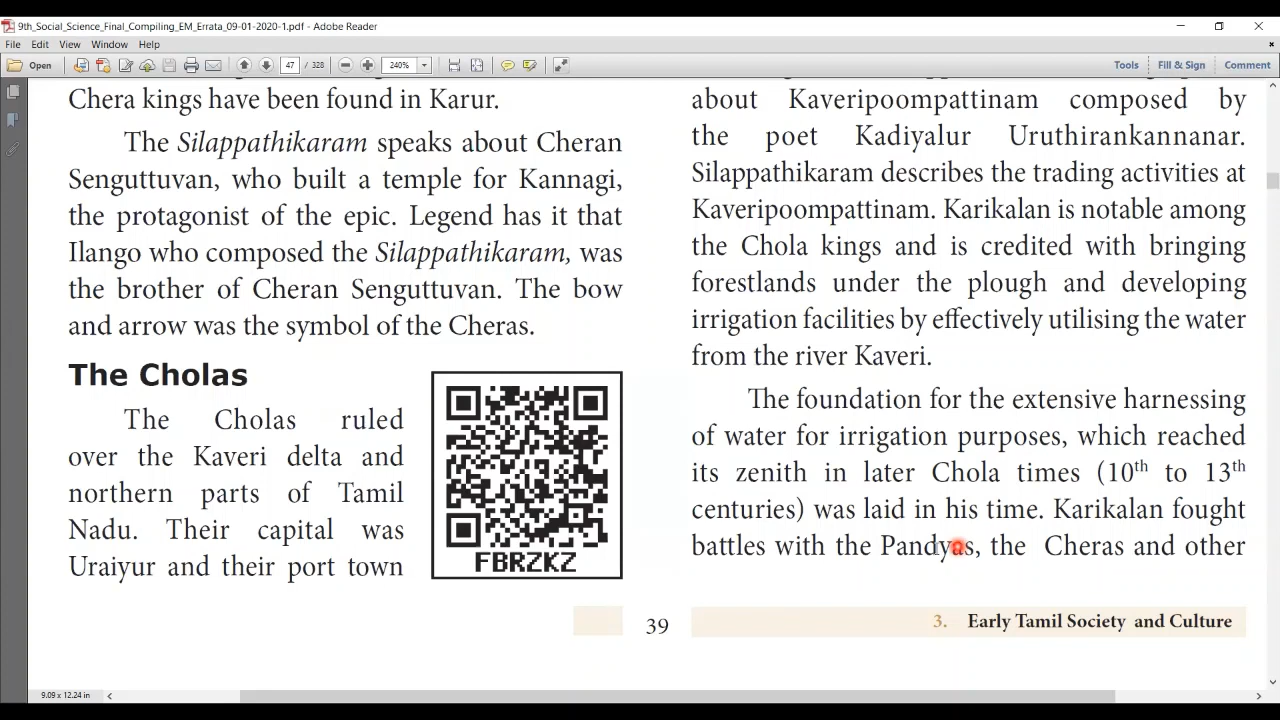 9th_Social_Science_Final_Compiling_EM_Errata_09-01-2020-1.pdf - Adobe Reader
File Edit View Window Help
Open 47 / 328 240% Tools Fill & Sign Comment
Chera kings have been found in Karur.
The Silappathikaram speaks about Cheran
Senguttuvan, who built a temple for Kannagi,
the protagonist of the epic. Legend has it that
Ilango who composed the Silappathikaram, was
the brother of Cheran Senguttuvan. The bow
and arrow was the symbol of the Cheras.
The Cholas
The Cholas ruled
over the Kaveri delta and
northern parts of Tamil
Nadu. Their capital was
Uraiyur and their port town
FBRZKZ
about Kaveripoompattinam composed by
the poet Kadiyalur Uruthirankannanar.
Silappathikaram describes the trading activities at
Kaveripoompattinam. Karikalan is notable among
the Chola kings and is credited with bringing
forestlands under the plough and developing
irrigation facilities by effectively utilising the water
from the river Kaveri.
The foundation for the extensive harnessing
of water for irrigation purposes, which reached
its zenith in later Chola times (10th to 13th
centuries) was laid in his time. Karikalan fought
battles with the Pandyas, the Cheras and other
39
3. Early Tamil Society and Culture
9.09 x 12.24 in